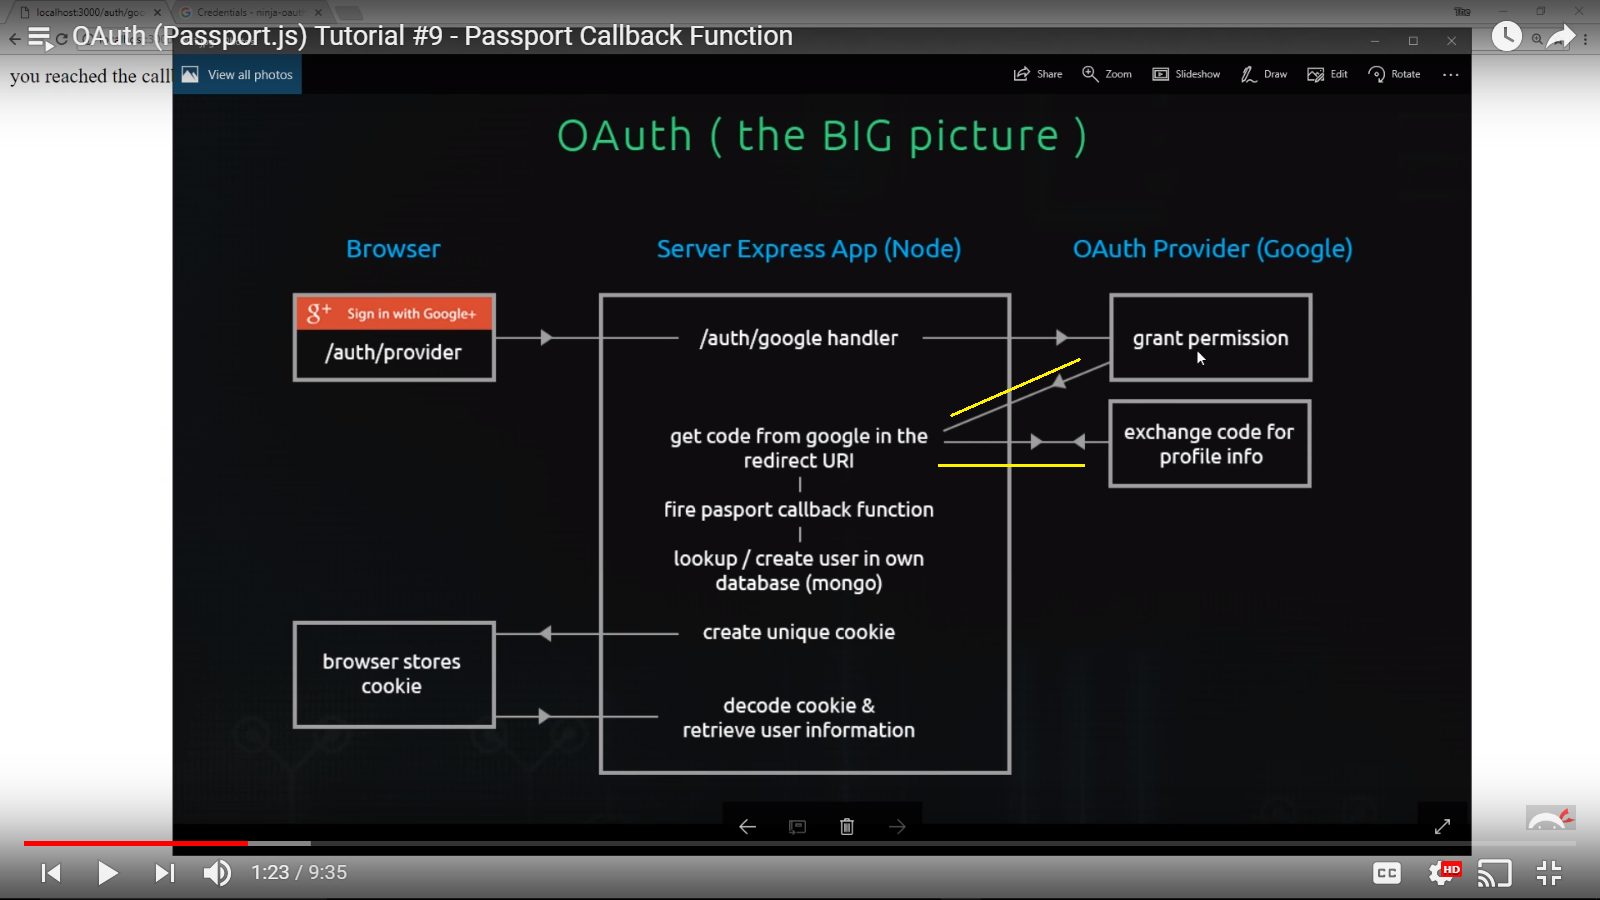 localhost:3000/auth/goo
Credentials - ninja-oaut
OAuth (Passport.js) Tutorial #9 - Passport Callback Function
you reached the call
View all photos
Share
Zoom
Slideshow
Draw
Edit
Rotate
OAuth ( the BIG picture )
Browser
Server Express App (Node)
OAuth Provider (Google)
g+ Sign in with Google+
/auth/provider
/auth/google handler
grant permission
get code from google in the
redirect URI
exchange code for
profile info
fire pasport callback function
lookup / create user in own
database (mongo)
create unique cookie
browser stores
cookie
decode cookie &
retrieve user information
1:23 / 9:35
CC
HD